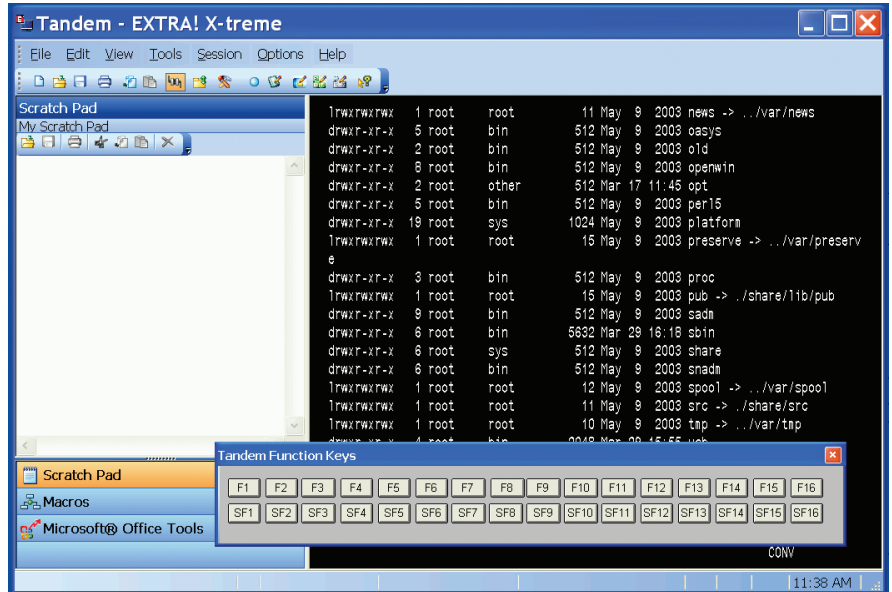 Tandem - EXTRA! X-treme
File Edit View Tools Session Options Help
Scratch Pad
My Scratch Pad
lrwxrwxrwx 1 root root 11 May 9 2003 news -> ../var/news
drwxr-xr-x 5 root bin 512 May 9 2003 oasys
drwxr-xr-x 2 root bin 512 May 9 2003 old
drwxr-xr-x 8 root bin 512 May 9 2003 openwin
drwxr-xr-x 2 root other 512 Mar 17 11:45 opt
drwxr-xr-x 5 root bin 512 May 9 2003 perl5
drwxr-xr-x 19 root sys 1024 May 9 2003 platform
lrwxrwxrwx 1 root root 15 May 9 2003 preserve -> ../var/preserv
e
drwxr-xr-x 3 root bin 512 May 9 2003 proc
lrwxrwxrwx 1 root root 15 May 9 2003 pub -> ./share/lib/pub
drwxr-xr-x 9 root bin 512 May 9 2003 sadm
drwxr-xr-x 6 root bin 5632 Mar 29 16:18 sbin
drwxr-xr-x 6 root sys 512 May 9 2003 share
drwxr-xr-x 6 root bin 512 May 9 2003 snadm
lrwxrwxrwx 1 root root 12 May 9 2003 spool -> ../var/spool
lrwxrwxrwx 1 root root 11 May 9 2003 src -> ./share/src
lrwxrwxrwx 1 root root 10 May 9 2003 tmp -> ../var/tmp
Tandem Function Keys
F1 F2 F3 F4 F5 F6 F7 F8 F9 F10 F11 F12 F13 F14 F15 F16
SF1 SF2 SF3 SF4 SF5 SF6 SF7 SF8 SF9 SF10 SF11 SF12 SF13 SF14 SF15 SF16
Scratch Pad
Macros
Microsoft® Office Tools
CONV
11:38 AM